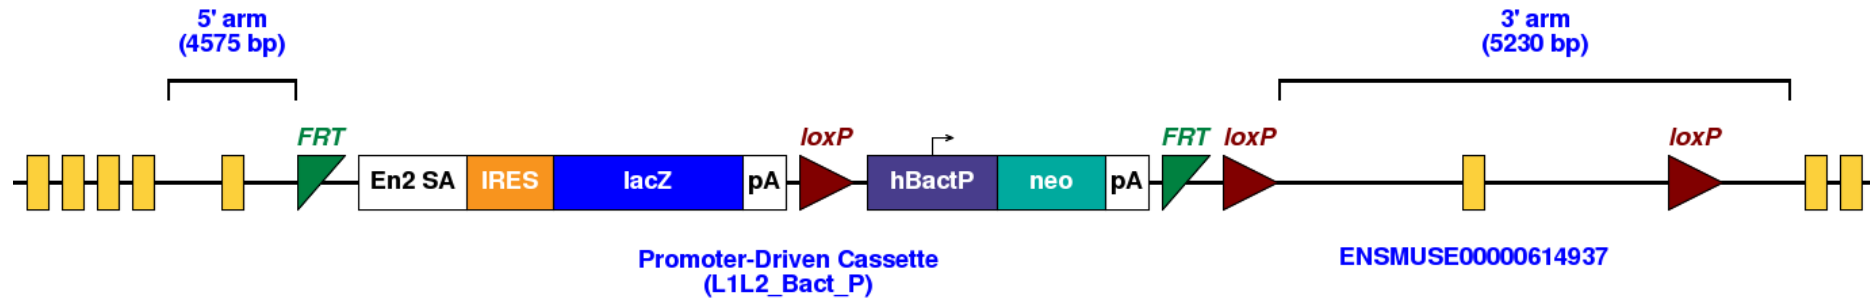 5' arm
(4575 bp)
3' arm
(5230 bp)
FRT
loxP
FRT
loxP
loxP
En2 SA
IRES
lacZ
pA
hBactP
neo
pA
Promoter-Driven Cassette
(L1L2_Bact_P)
ENSMUSE00000614937